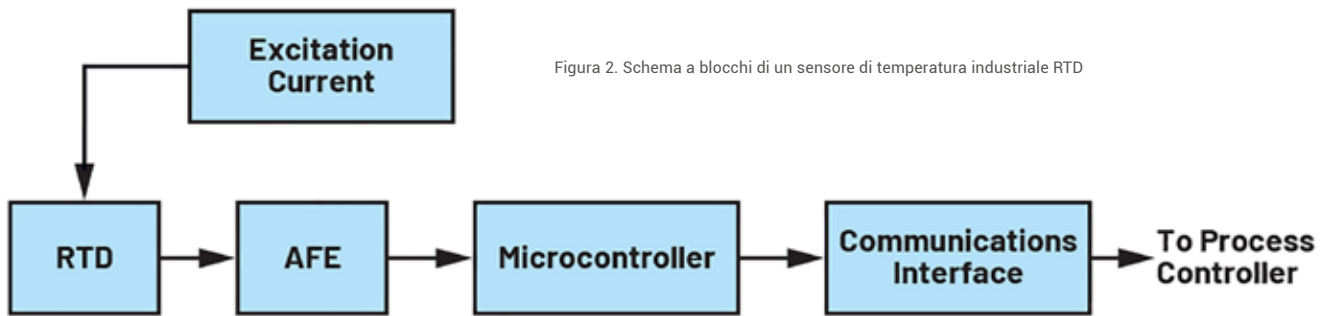 Excitation
Current
Figura 2. Schema a blocchi di un sensore di temperatura industriale RTD
RTD
AFE
Microcontroller
Communications
Interface
To Process
Controller